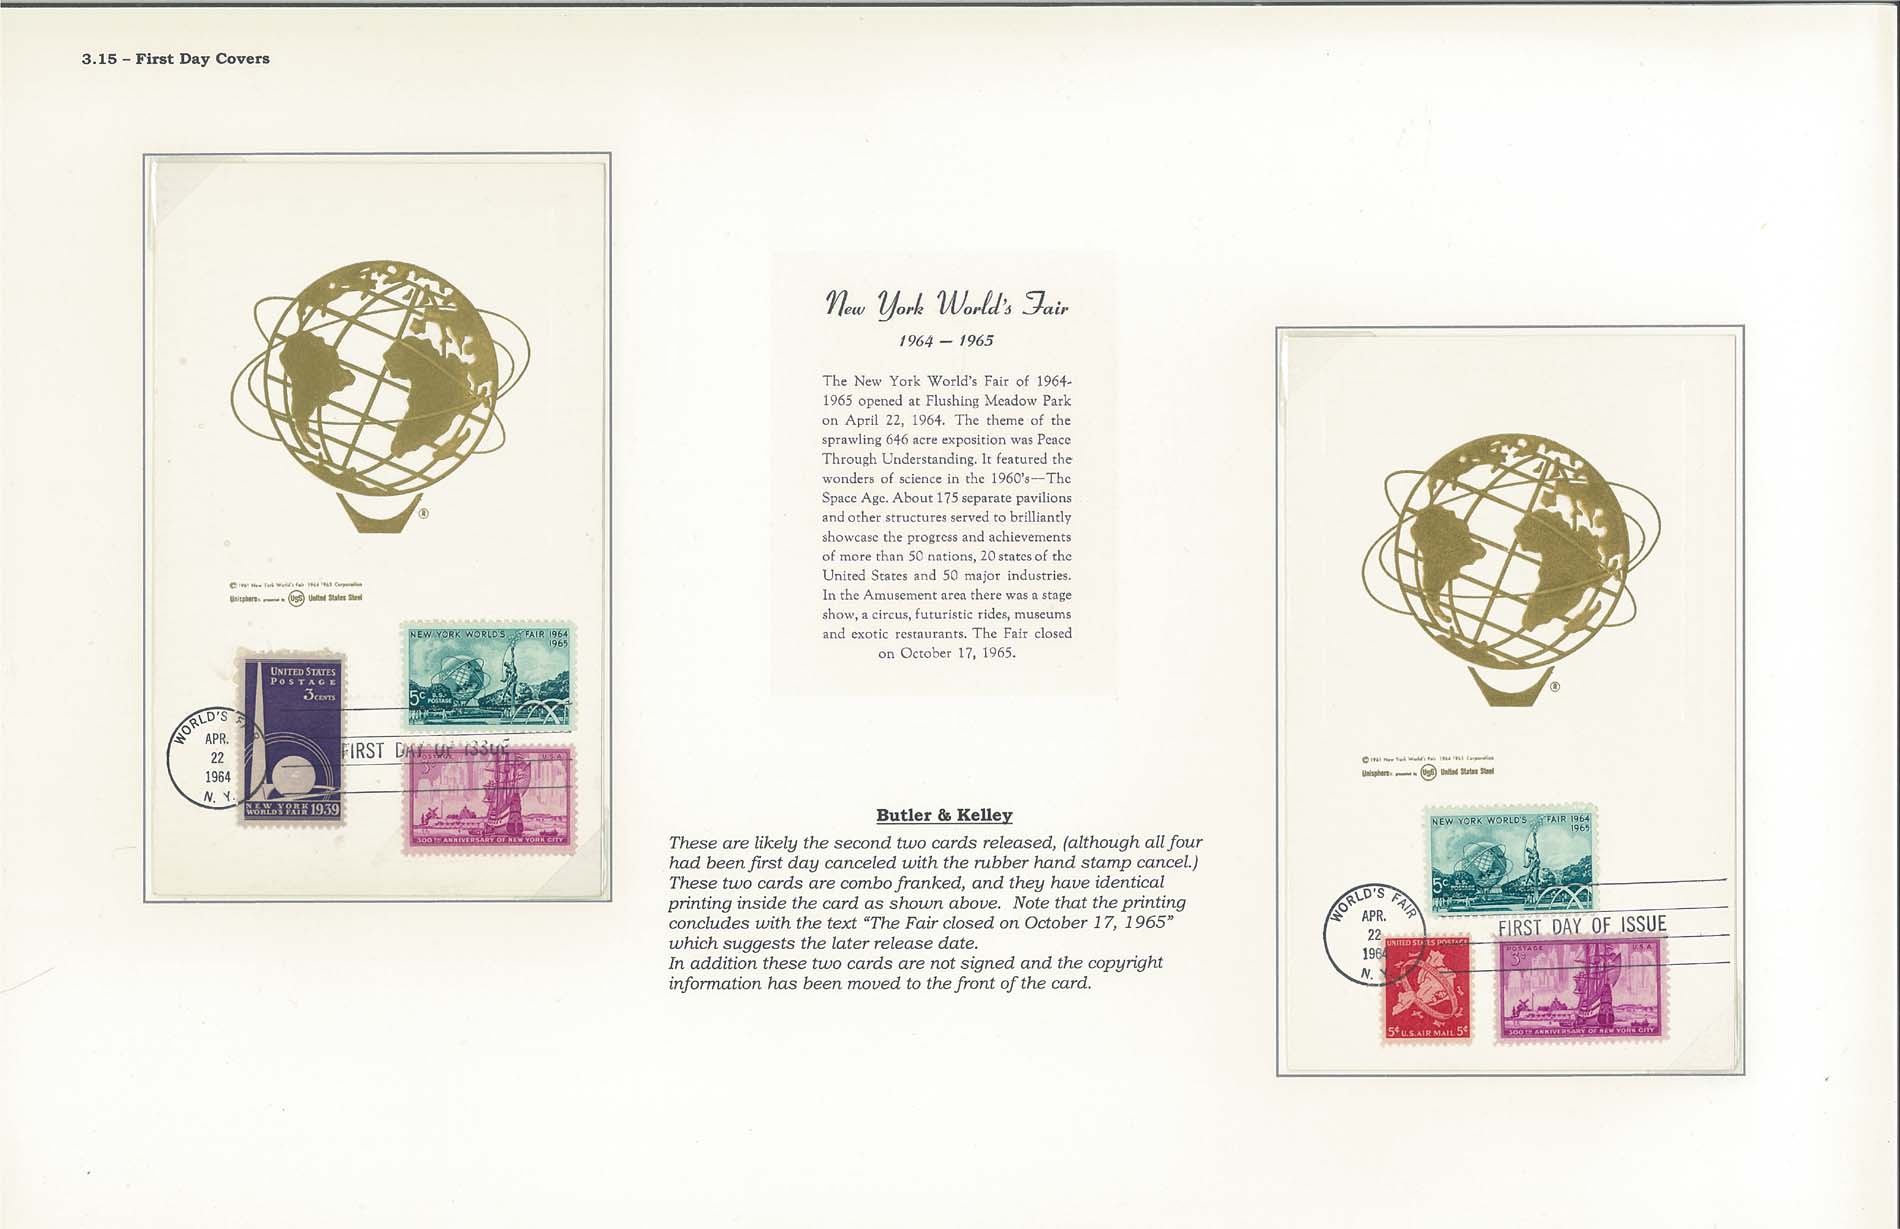 3.15 – First Day Covers
®
© 1961 New York World's Fair 1964 1965 Corporation
Unisphere® presented by USS United States Steel
UNITED STATES
POSTAGE
3 CENTS
NEW YORK
WORLD'S FAIR 1939
NEW YORK WORLD'S FAIR 1964
1965
5c
U.S.
POSTAGE
WORLD'S FAIR
APR.
22
1964
N. Y.
FIRST DAY OF ISSUE
POSTAGE U.S.A.
3c
300TH ANNIVERSARY OF NEW YORK CITY
New York World's Fair
1964 — 1965
The New York World's Fair of 1964-
1965 opened at Flushing Meadow Park
on April 22, 1964. The theme of the
sprawling 646 acre exposition was Peace
Through Understanding. It featured the
wonders of science in the 1960's—The
Space Age. About 175 separate pavilions
and other structures served to brilliantly
showcase the progress and achievements
of more than 50 nations, 20 states of the
United States and 50 major industries.
In the Amusement area there was a stage
show, a circus, futuristic rides, museums
and exotic restaurants. The Fair closed
on October 17, 1965.
Butler & Kelley
These are likely the second two cards released, (although all four
had been first day canceled with the rubber hand stamp cancel.)
These two cards are combo franked, and they have identical
printing inside the card as shown above. Note that the printing
concludes with the text “The Fair closed on October 17, 1965”
which suggests the later release date.
In addition these two cards are not signed and the copyright
information has been moved to the front of the card.
®
© 1961 New York World's Fair 1964 1965 Corporation
Unisphere® presented by USS United States Steel
NEW YORK WORLD'S FAIR 1964
1965
5c
U.S.
POSTAGE
WORLD'S FAIR
APR.
22
1964
N. Y.
FIRST DAY OF ISSUE
UNITED STATES POSTAGE
5¢ U.S. AIR MAIL 5¢
POSTAGE U.S.A.
3c
300TH ANNIVERSARY OF NEW YORK CITY